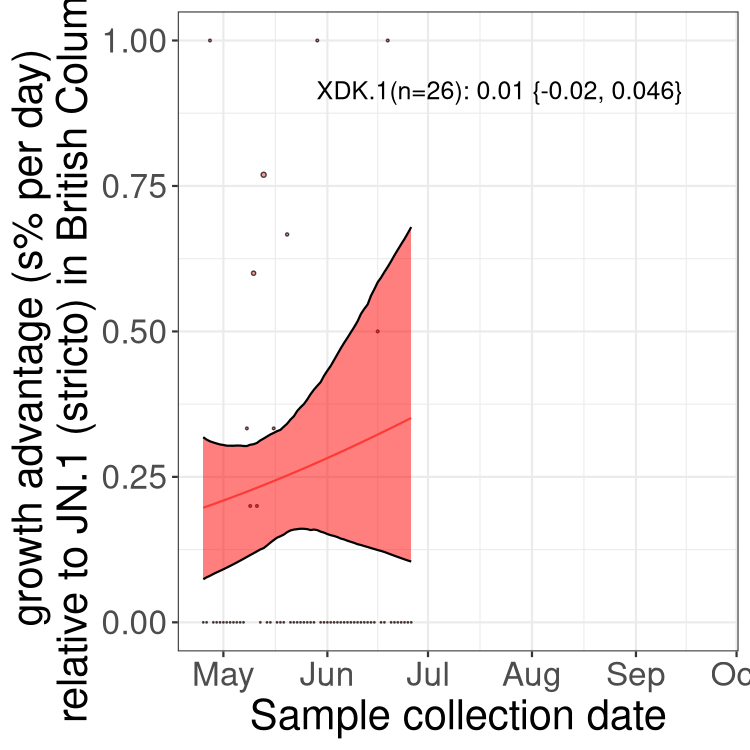 growth advantage (s% per day)
relative to JN.1 (stricto) in British Colum
1.00
0.75
0.50
0.25
0.00
XDK.1(n=26): 0.01 {-0.02, 0.046}
May Jun Jul Aug Sep Oc
Sample collection date